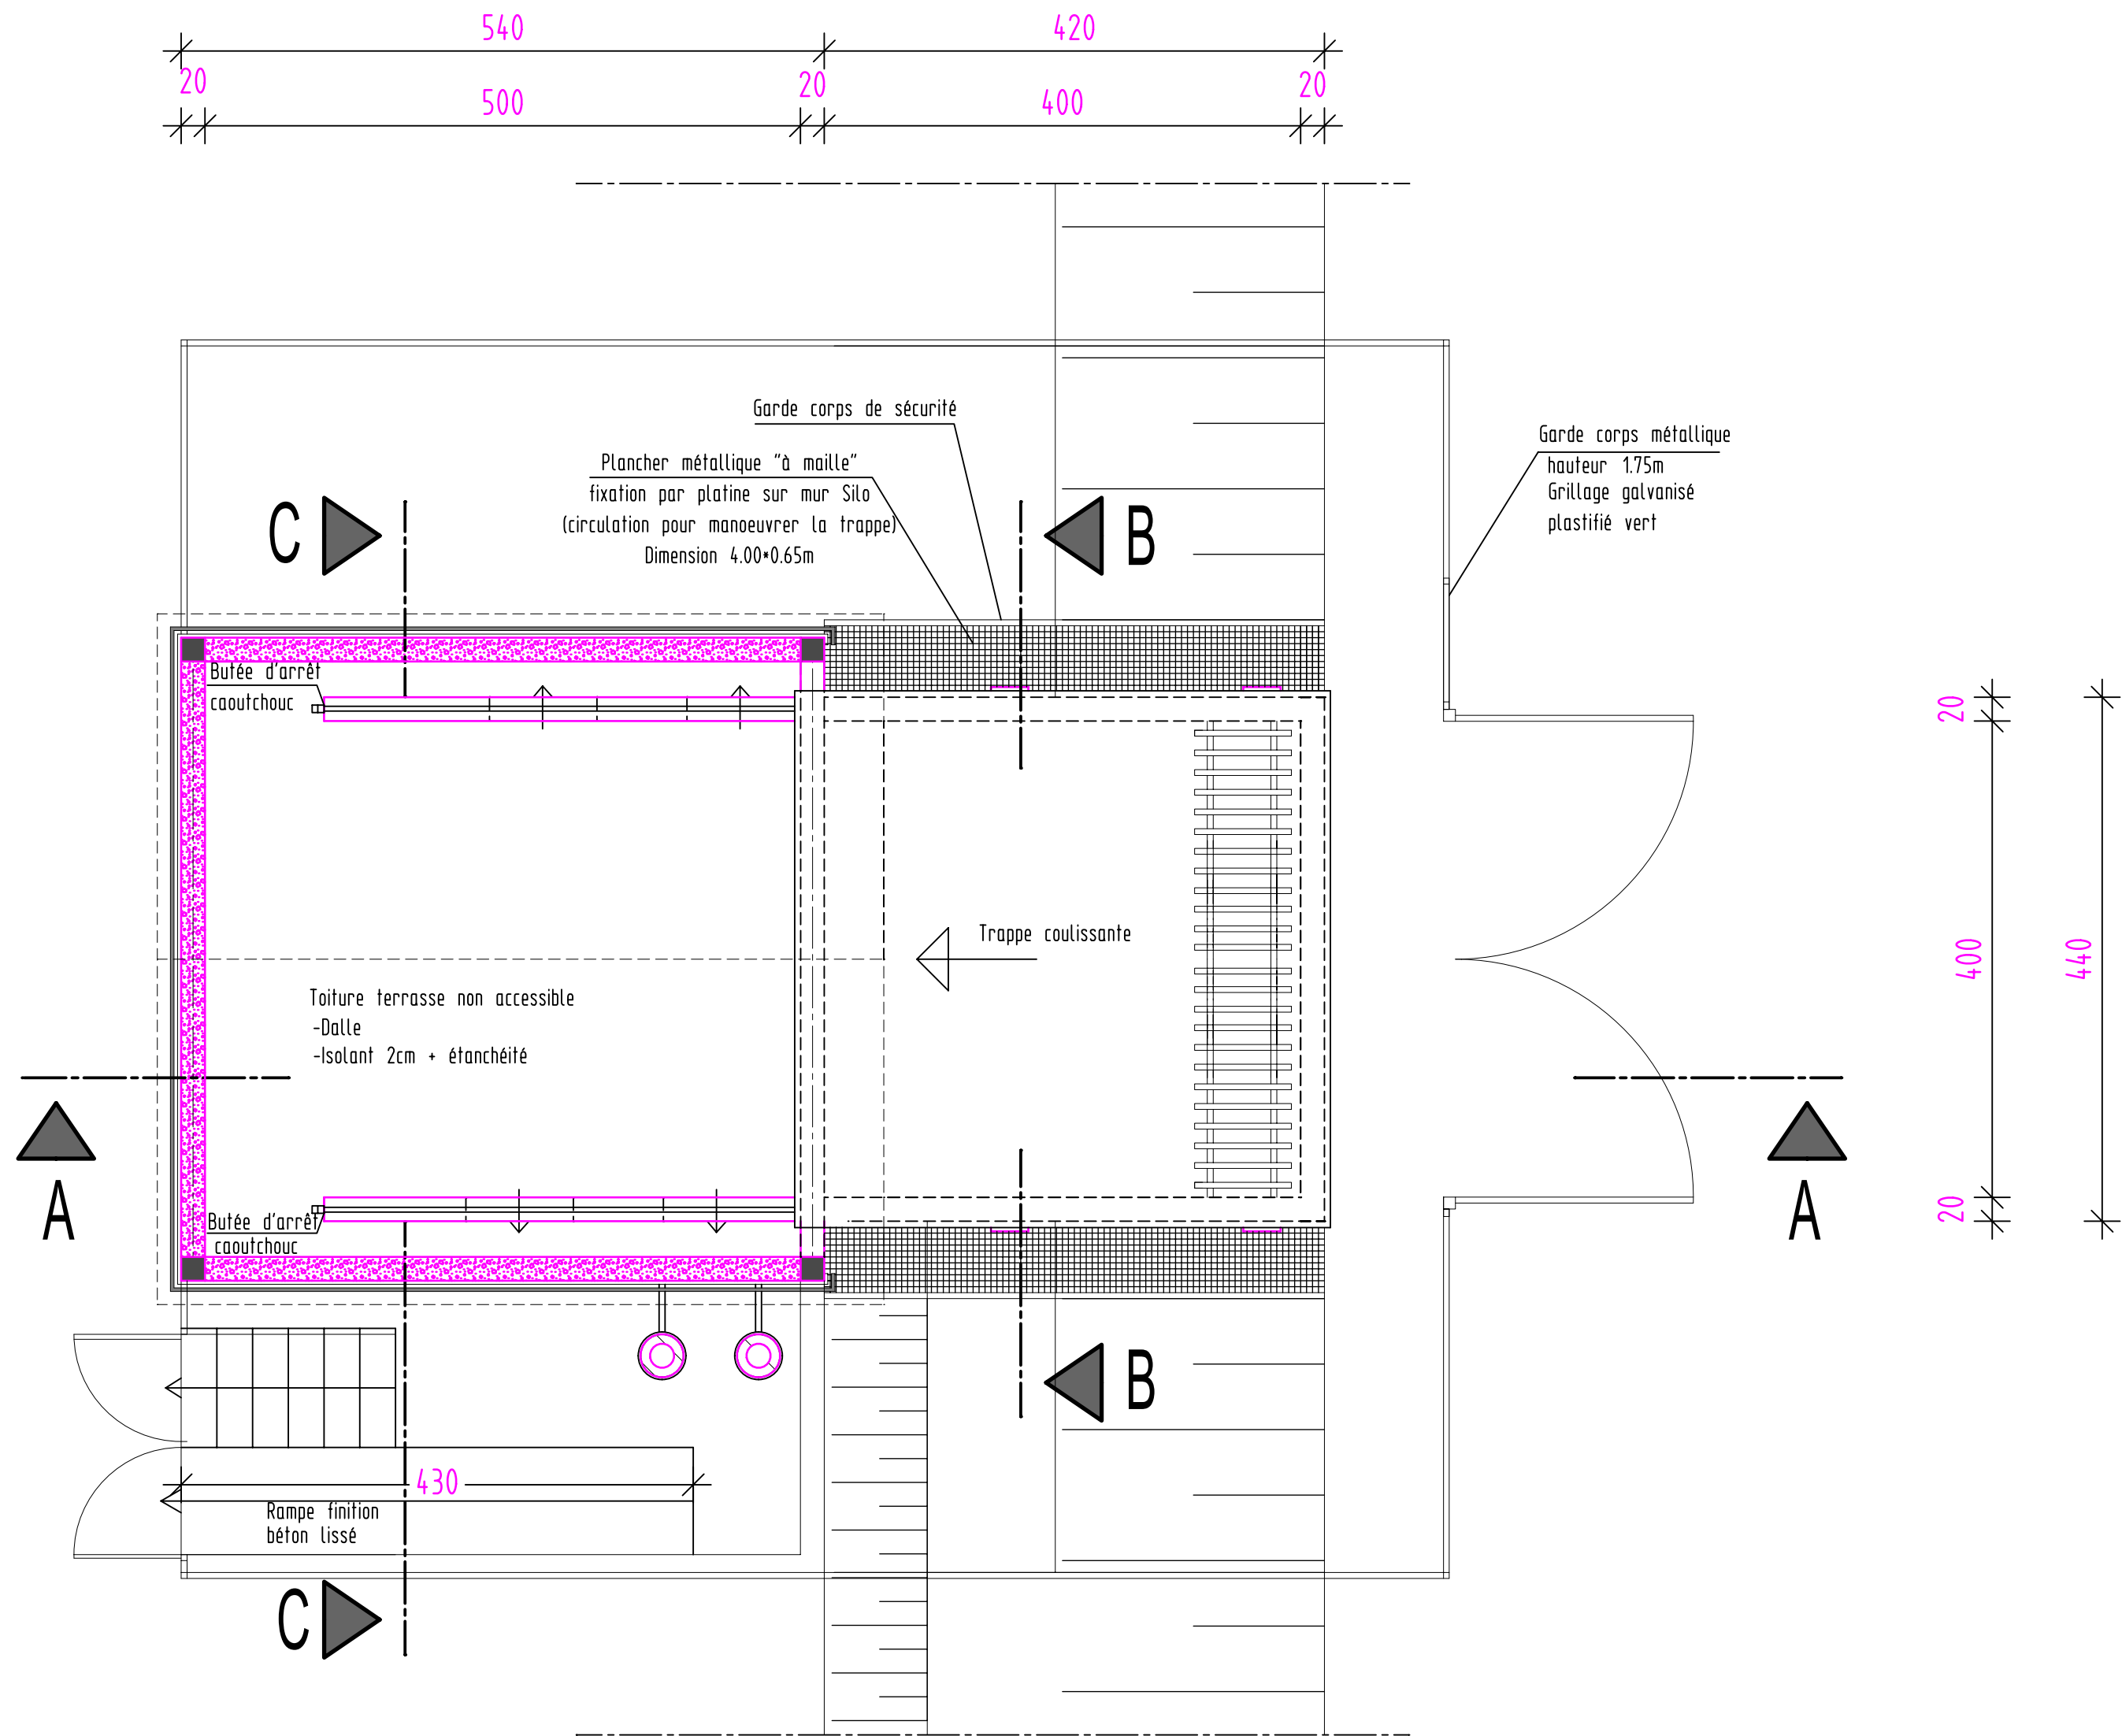 540
420
20
500
20
400
20
Garde corps de sécurité
Plancher métallique "à maille"
fixation par platine sur mur Silo
(circulation pour manoeuvrer la trappe)
Dimension 4.00*0.65m
Garde corps métallique
hauteur 1.75m
Grillage galvanisé
plastifié vert
C
B
Butée d'arrêt
caoutchouc
20
Trappe coulissante
400
440
Toiture terrasse non accessible
-Dalle
-Isolant 2cm + étanchéité
A
A
20
Butée d'arrêt
caoutchouc
B
430
Rampe finition
béton lissé
C